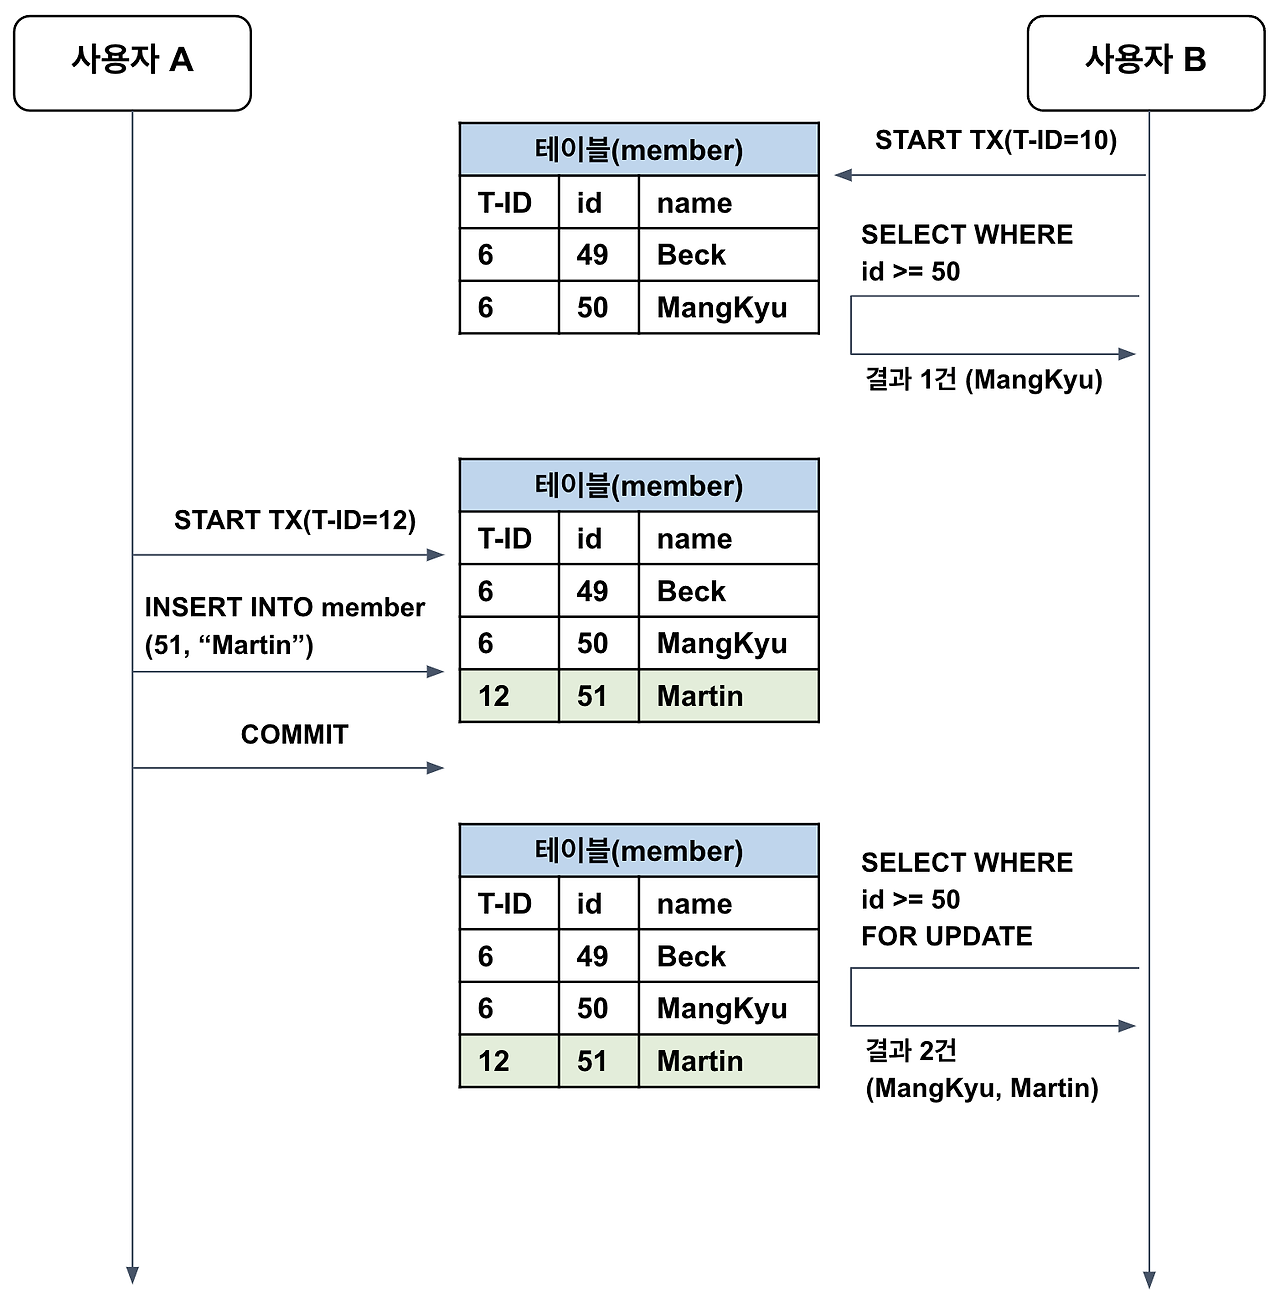 사용자 A
사용자 B
테이블(member)
T-ID id name
6 49 Beck
6 50 MangKyu
START TX(T-ID=10)
SELECT WHERE
id >= 50
결과 1건 (MangKyu)
START TX(T-ID=12)
INSERT INTO member
(51, “Martin”)
COMMIT
테이블(member)
T-ID id name
6 49 Beck
6 50 MangKyu
12 51 Martin
테이블(member)
T-ID id name
6 49 Beck
6 50 MangKyu
12 51 Martin
SELECT WHERE
id >= 50
FOR UPDATE
결과 2건
(MangKyu, Martin)